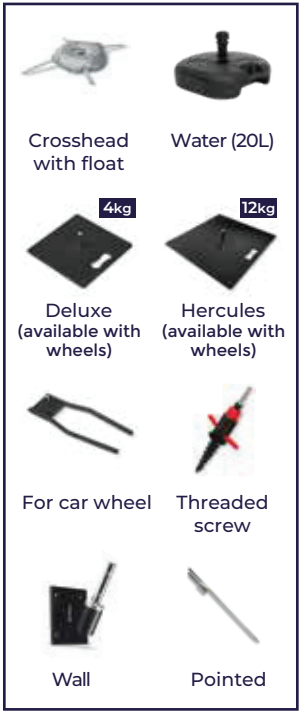 Crosshead
with float
Water (20L)
4kg
12kg
Deluxe
(available with
wheels)
Hercules
(available with
wheels)
For car wheel
Threaded
screw
Wall
Pointed